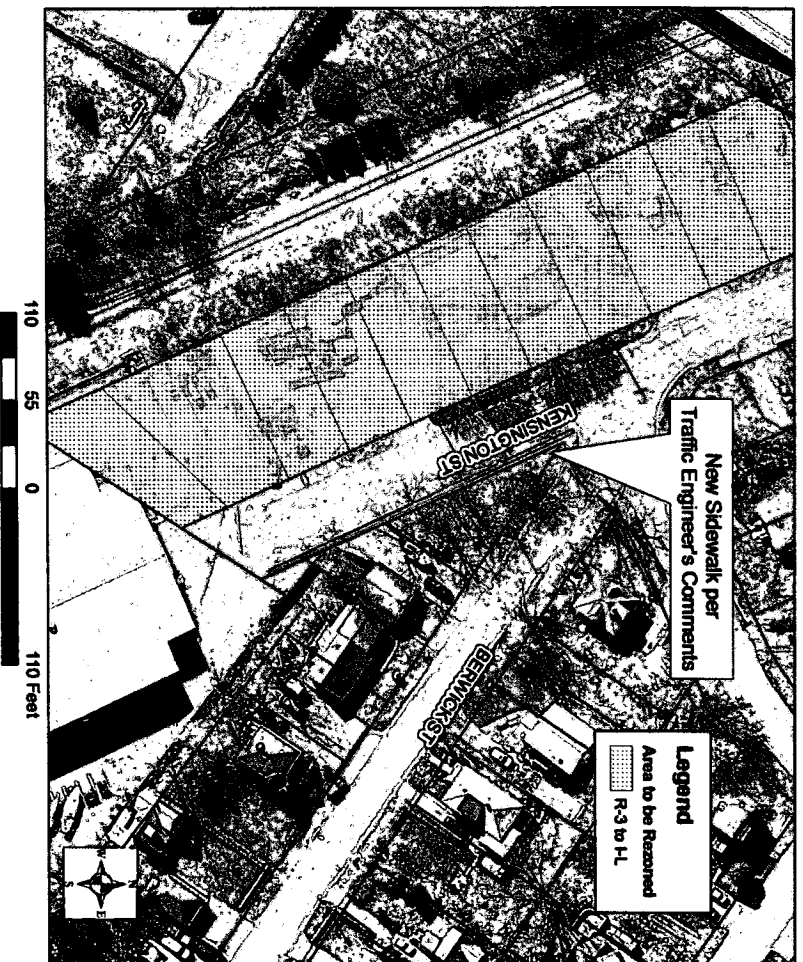 New Sidewalk per
Traffic Engineer's Comments
KENSINGTON ST
BERWICK ST
Legend
Area to be Rezoned
R-3 to I-L
N
W
E
S
110 55 0 110 Feet